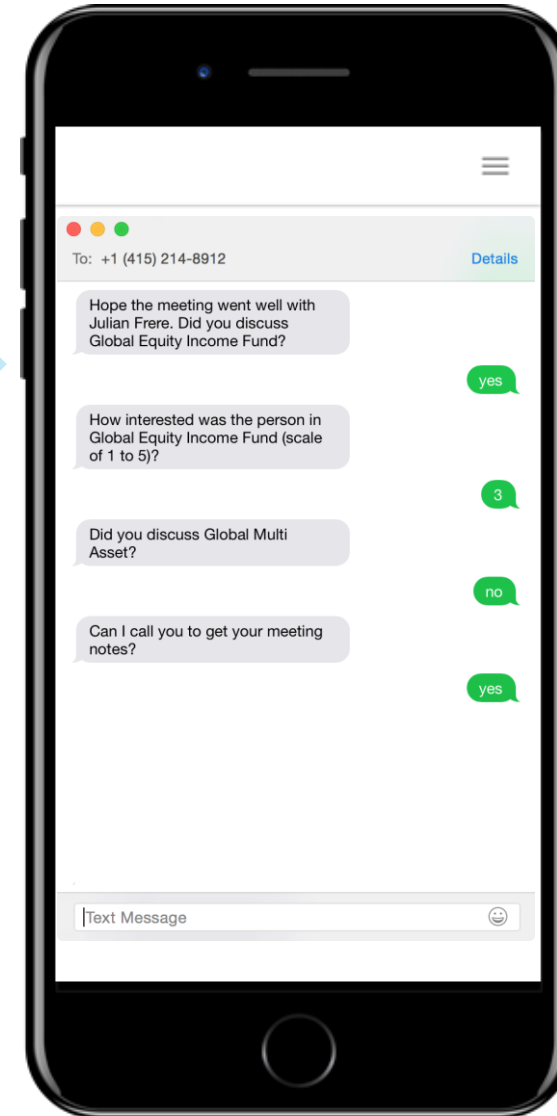 To: +1 (415) 214-8912
Details
Hope the meeting went well with
Julian Frere. Did you discuss
Global Equity Income Fund?
yes
How interested was the person in
Global Equity Income Fund (scale
of 1 to 5)?
3
Did you discuss Global Multi
Asset?
no
Can I call you to get your meeting
notes?
yes
Text Message